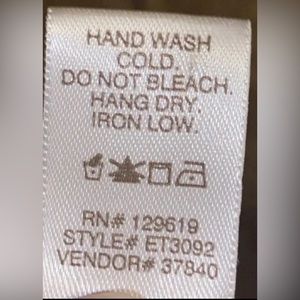 HAND WASH
COLD.
DO NOT BLEACH.
HANG DRY.
IRON LOW.
RN# 129619
STYLE# ET3092
VENDOR# 37840